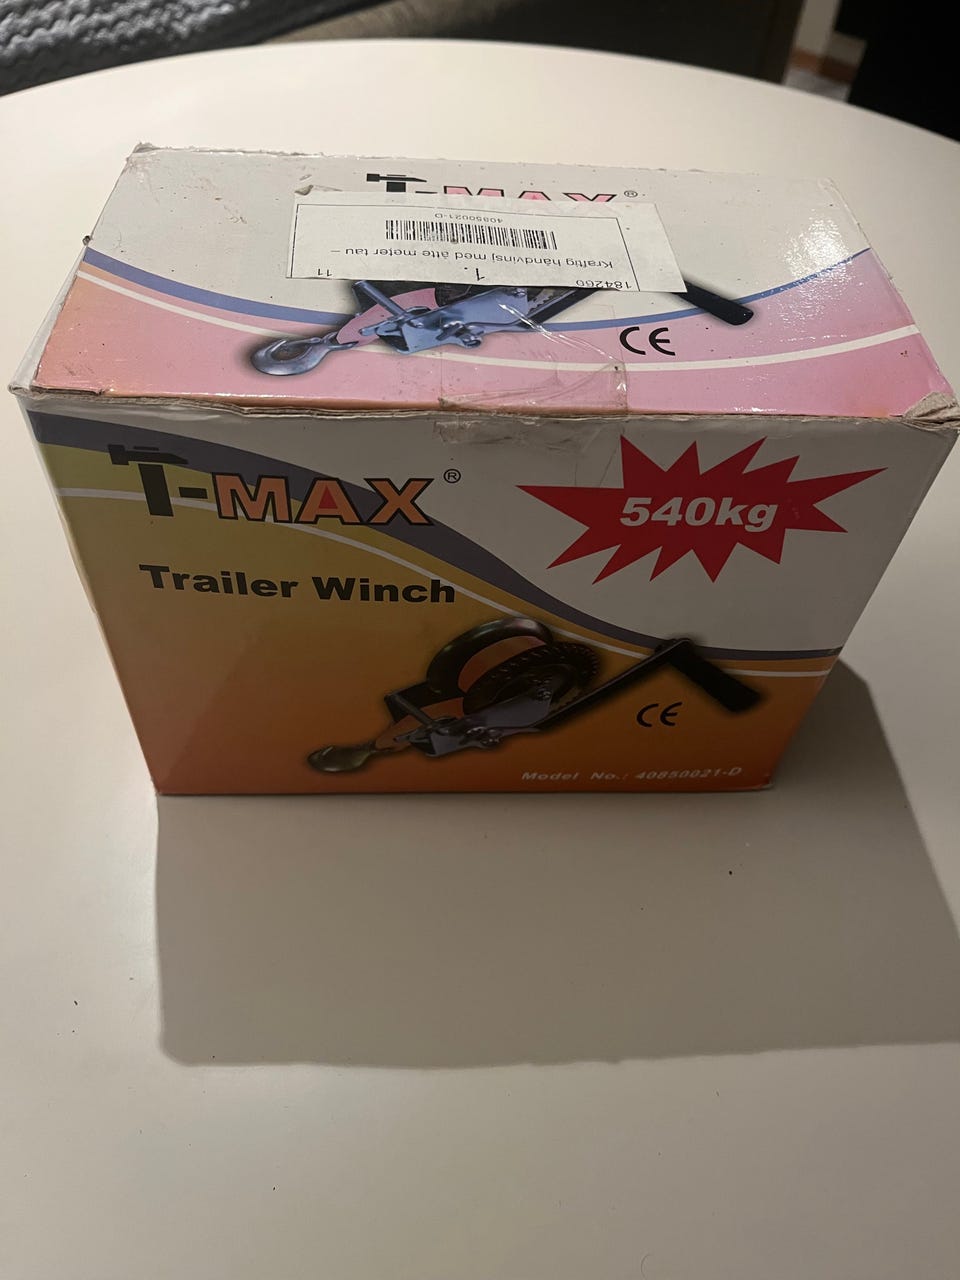 T-MAX®
184260
11
1.
Kraftig håndvinsj med åtte meter tau –
40850021-D
CE
T-MAX®
540kg
Trailer Winch
CE
Model No.: 40850021-D